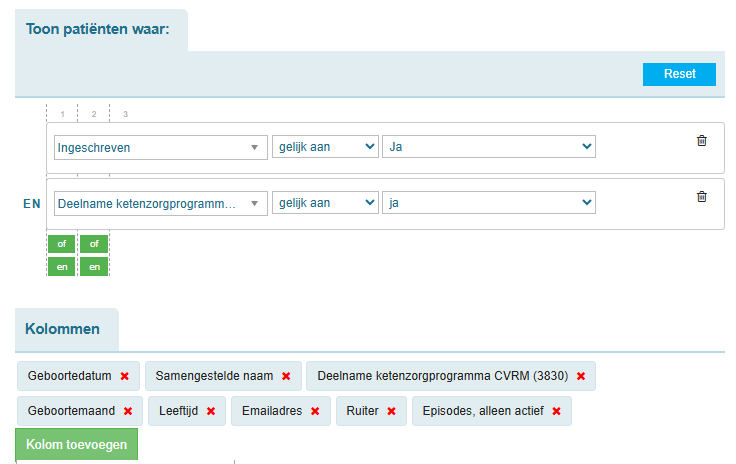 Toon patiënten waar:
Reset
1 2 3
Ingeschreven gelijk aan Ja
EN Deelname ketenzorgprogramm... gelijk aan ja
of of
en en
Kolommen
Geboortedatum Samengestelde naam Deelname ketenzorgprogramma CVRM (3830)
Geboortemaand Leeftijd Emailadres Ruiter Episodes, alleen actief
Kolom toevoegen